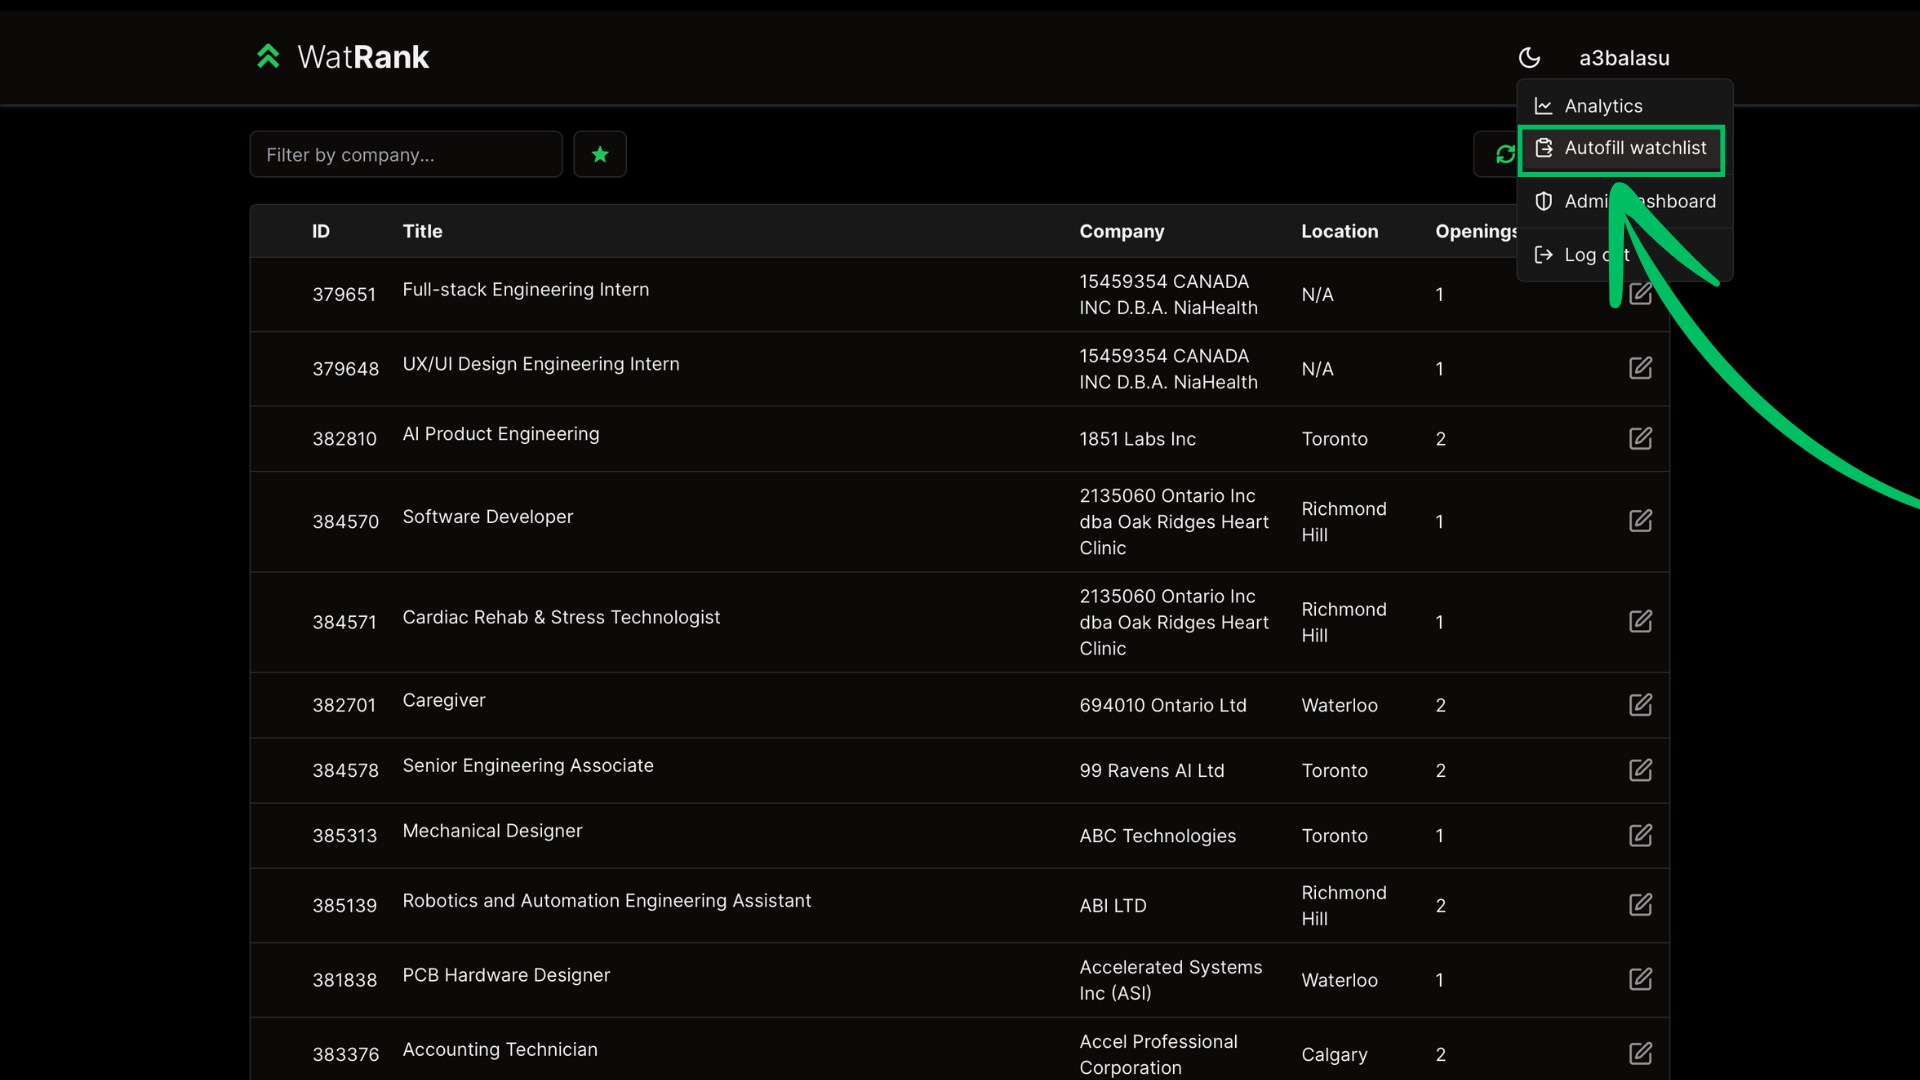 WatRank
a3balasu
Analytics
Autofill watchlist
Log out
Filter by company...
ID Title Company Location Openings
379651 Full-stack Engineering Intern 15459354 CANADA INC D.B.A. NiaHealth N/A 1
379648 UX/UI Design Engineering Intern 15459354 CANADA INC D.B.A. NiaHealth N/A 1
382810 AI Product Engineering 1851 Labs Inc Toronto 2
384570 Software Developer 2135060 Ontario Inc dba Oak Ridges Heart Clinic Richmond Hill 1
384571 Cardiac Rehab & Stress Technologist 2135060 Ontario Inc dba Oak Ridges Heart Clinic Richmond Hill 1
382701 Caregiver 694010 Ontario Ltd Waterloo 2
384578 Senior Engineering Associate 99 Ravens AI Ltd Toronto 2
385313 Mechanical Designer ABC Technologies Toronto 1
385139 Robotics and Automation Engineering Assistant ABI LTD Richmond Hill 2
381838 PCB Hardware Designer Accelerated Systems Inc (ASI) Waterloo 1
383376 Accounting Technician Accel Professional Corporation Calgary 2